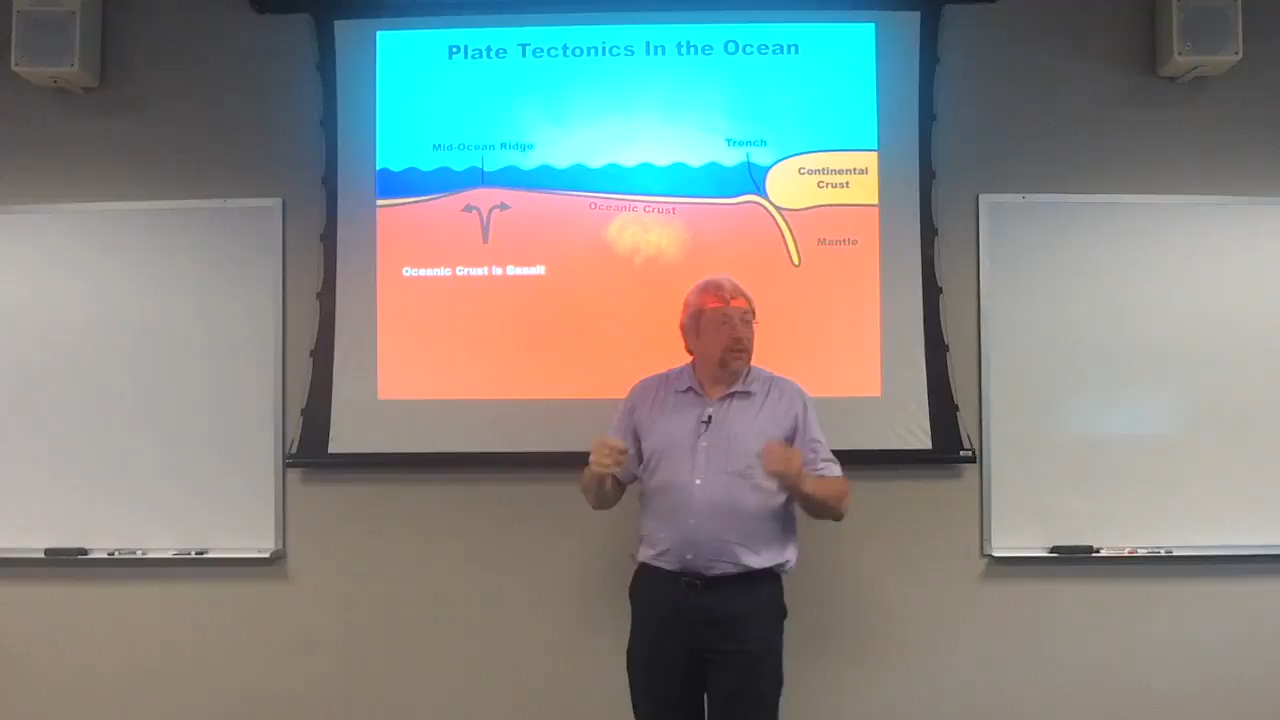 Plate Tectonics In the Ocean
Mid-Ocean Ridge
Trench
Continental
Crust
Oceanic Crust
Mantle
Oceanic Crust is Basalt